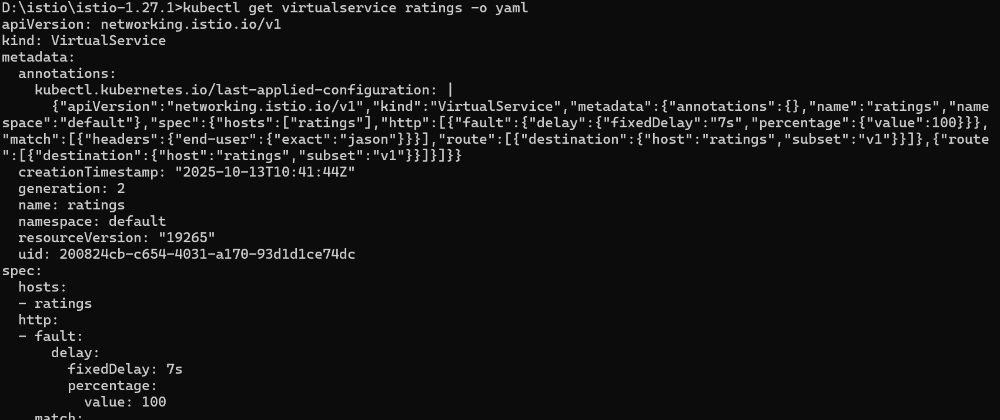 D:\istio\istio-1.27.1>kubectl get virtualservice ratings -o yaml
apiVersion: networking.istio.io/v1
kind: VirtualService
metadata:
  annotations:
    kubectl.kubernetes.io/last-applied-configuration: |
      {"apiVersion":"networking.istio.io/v1","kind":"VirtualService","metadata":{"annotations":{},"name":"ratings","name
space":"default"},"spec":{"hosts":["ratings"],"http":[{"fault":{"delay":{"fixedDelay":"7s","percentage":{"value":100}}},
"match":[{"headers":{"end-user":{"exact":"jason"}}}],"route":[{"destination":{"host":"ratings","subset":"v1"}}]},{"route
":[{"destination":{"host":"ratings","subset":"v1"}}]}]}}
  creationTimestamp: "2025-10-13T10:41:44Z"
  generation: 2
  name: ratings
  namespace: default
  resourceVersion: "19265"
  uid: 200824cb-c654-4031-a170-93d1d1ce74dc
spec:
  hosts:
  - ratings
  http:
  - fault:
      delay:
        fixedDelay: 7s
        percentage:
          value: 100
    match: